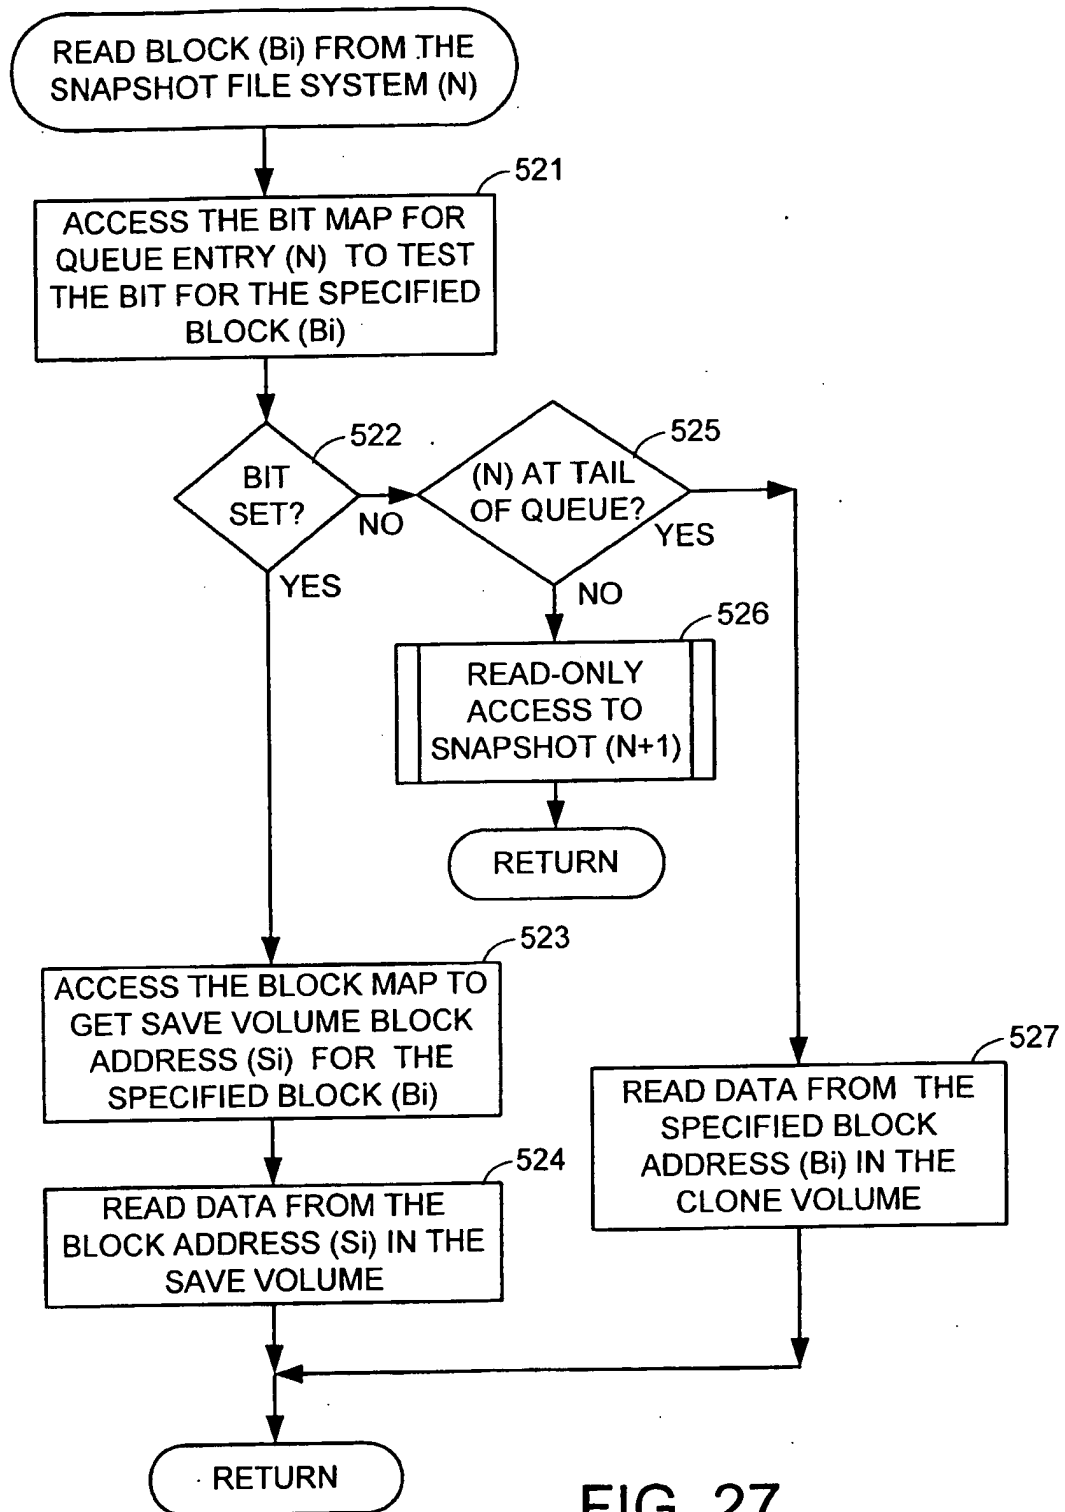 READ BLOCK (Bi) FROM THE
SNAPSHOT FILE SYSTEM (N)
521
ACCESS THE BIT MAP FOR
QUEUE ENTRY (N) TO TEST
THE BIT FOR THE SPECIFIED
BLOCK (Bi)
522
BIT
SET?
NO
YES
525
(N) AT TAIL
OF QUEUE?
YES
NO
526
READ-ONLY
ACCESS TO
SNAPSHOT (N+1)
RETURN
523
ACCESS THE BLOCK MAP TO
GET SAVE VOLUME BLOCK
ADDRESS (Si) FOR THE
SPECIFIED BLOCK (Bi)
524
READ DATA FROM THE
BLOCK ADDRESS (Si) IN THE
SAVE VOLUME
527
READ DATA FROM THE
SPECIFIED BLOCK
ADDRESS (Bi) IN THE
CLONE VOLUME
RETURN
FIG. 27